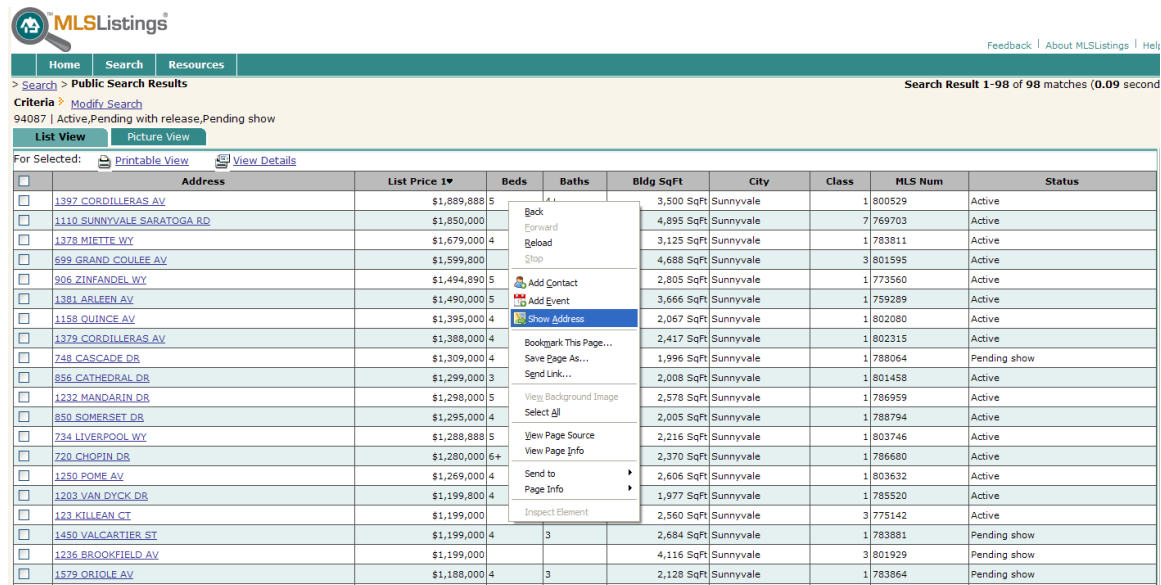 MLSListings
Feedback | About MLSListings | Help
Home Search Resources
> Search > Public Search Results Search Result 1-98 of 98 matches (0.09 second
Criteria Modify Search
94087 | Active,Pending with release,Pending show
List View Picture View
For Selected: Printable View View Details
Address List Price 1▼ Beds Baths Bldg SqFt City Class MLS Num Status
1397 CORDILLERAS AV $1,889,888 5 3,500 SqFt Sunnyvale 1 800529 Active
1110 SUNNYVALE SARATOGA RD $1,850,000 4,895 SqFt Sunnyvale 7 769703 Active
1378 MIETTE WY $1,679,000 4 3,125 SqFt Sunnyvale 1 783811 Active
699 GRAND COULEE AV $1,599,800 4,688 SqFt Sunnyvale 3 801595 Active
906 ZINFANDEL WY $1,494,890 5 2,805 SqFt Sunnyvale 1 773560 Active
1381 ARLEEN AV $1,490,000 5 3,666 SqFt Sunnyvale 1 759289 Active
1158 QUINCE AV $1,395,000 4 2,067 SqFt Sunnyvale 1 802080 Active
1379 CORDILLERAS AV $1,388,000 4 2,417 SqFt Sunnyvale 1 802315 Active
748 CASCADE DR $1,309,000 4 1,996 SqFt Sunnyvale 1 788064 Pending show
856 CATHEDRAL DR $1,299,000 3 2,008 SqFt Sunnyvale 1 801458 Active
1232 MANDARIN DR $1,298,000 5 2,578 SqFt Sunnyvale 1 786959 Active
850 SOMERSET DR $1,295,000 4 2,005 SqFt Sunnyvale 1 788794 Active
734 LIVERPOOL WY $1,288,888 5 2,216 SqFt Sunnyvale 1 803746 Active
720 CHOPIN DR $1,280,000 6+ 2,370 SqFt Sunnyvale 1 786680 Active
1250 POME AV $1,269,000 4 2,606 SqFt Sunnyvale 1 803632 Active
1203 VAN DYCK DR $1,199,800 4 1,977 SqFt Sunnyvale 1 785520 Active
123 KILLEAN CT $1,199,000 2,560 SqFt Sunnyvale 3 775142 Active
1450 VALCARTIER ST $1,199,000 4 3 2,684 SqFt Sunnyvale 1 783881 Pending show
1236 BROOKFIELD AV $1,199,000 4,116 SqFt Sunnyvale 3 801929 Pending show
1579 ORIOLE AV $1,188,000 4 3 2,128 SqFt Sunnyvale 1 783864 Pending show
Back
Forward
Reload
Stop
Add Contact
Add Event
Show Address
Bookmark This Page...
Save Page As...
Send Link...
View Background Image
Select All
View Page Source
View Page Info
Send to
Page Info
Inspect Element